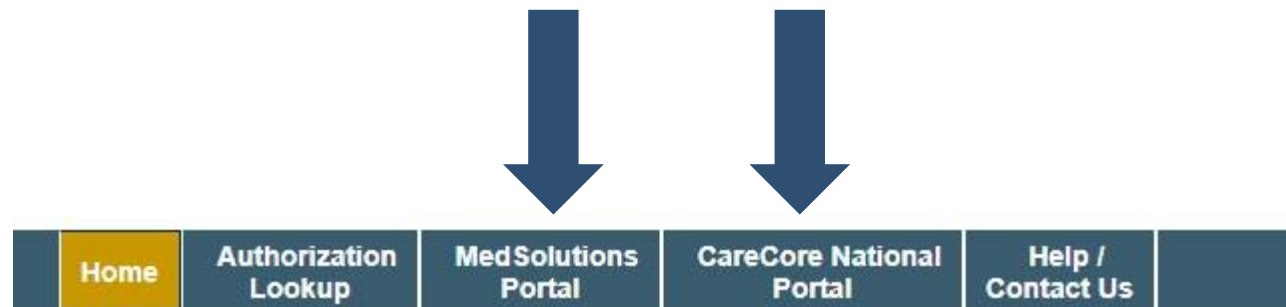 Home
Authorization
Lookup
MedSolutions
Portal
CareCore National
Portal
Help /
Contact Us